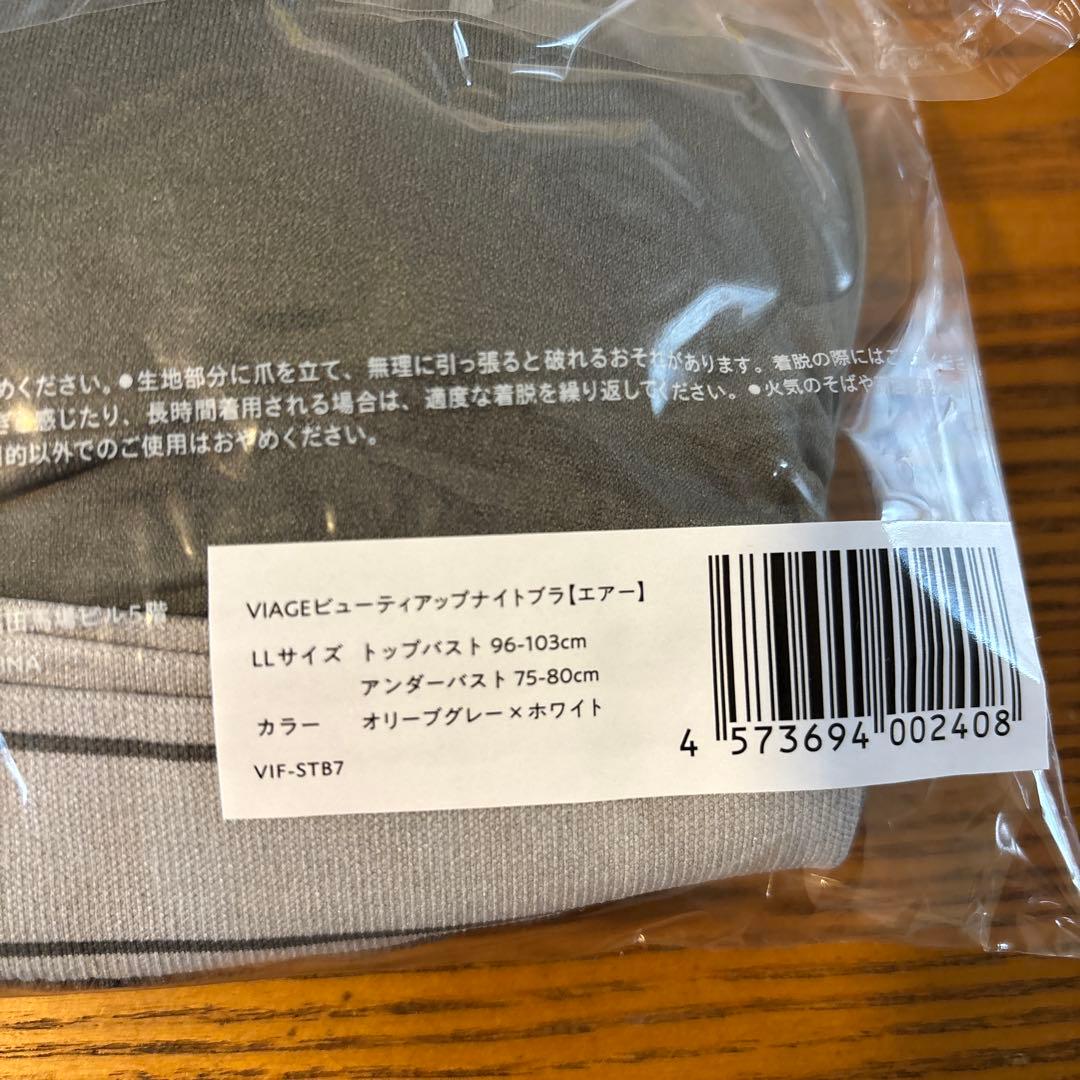 めください。●生地部分に爪を立て、無理に引っ張ると破れるおそれがあります。着脱の際には
感じたり、長時間着用される場合は、適度な着脱を繰り返してください。●火気のそばや
的以外でのご使用はおやめください。
ビル5階
VIAGEビューティアップナイトブラ【エアー】
LLサイズ トップバスト 96-103cm
アンダーバスト 75-80cm
カラー オリーブグレー×ホワイト
VIF-STB7
4 573694 002408